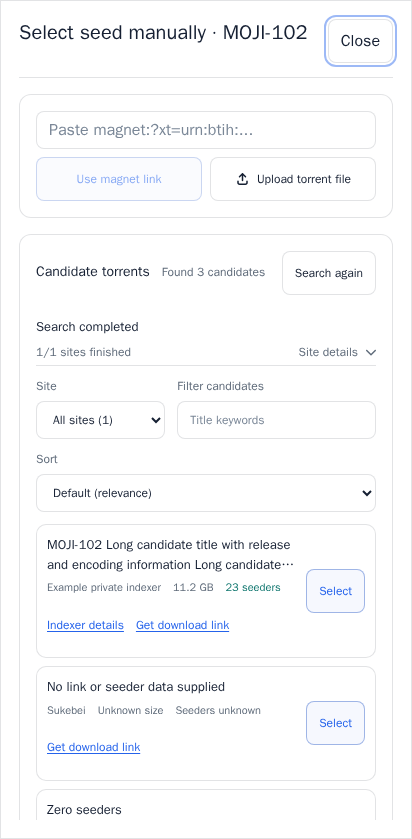 Select seed manually · MOJI-102
Close
Paste magnet:?xt=urn:btih:...
Use magnet link
Upload torrent file
Candidate torrents
Found 3 candidates
Search again
Search completed
1/1 sites finished
Site details
Site
Filter candidates
All sites (1)
Title keywords
Sort
Default (relevance)
MOJI-102 Long candidate title with release
and encoding information Long candidate…
Example private indexer 11.2 GB 23 seeders
Select
Indexer details Get download link
No link or seeder data supplied
Sukebei Unknown size Seeders unknown
Select
Get download link
Zero seeders